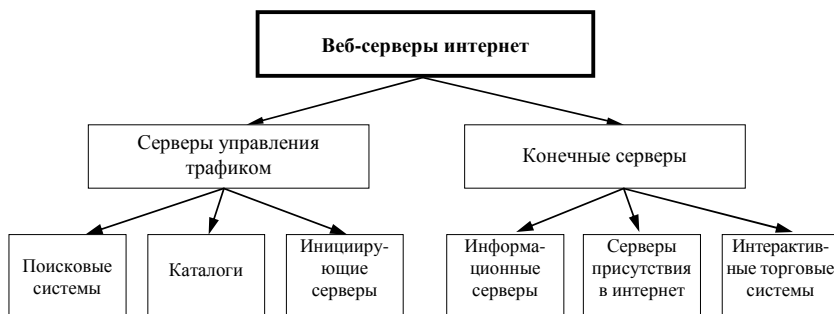 Веб-серверы интернет
Серверы управления
трафиком
Конечные серверы
Поисковые
системы
Каталоги
Иницииру-
ющие
серверы
Информа-
ционные
серверы
Серверы
присутствия
в интернет
Интерактив-
ные торговые
системы